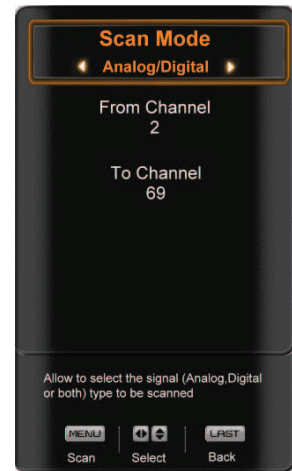 Scan Mode
Analog/Digital
From Channel
2
To Channel
69
Allow to select the signal (Analog,Digital
or both) type to be scanned
MENU LAST
Scan Select Back